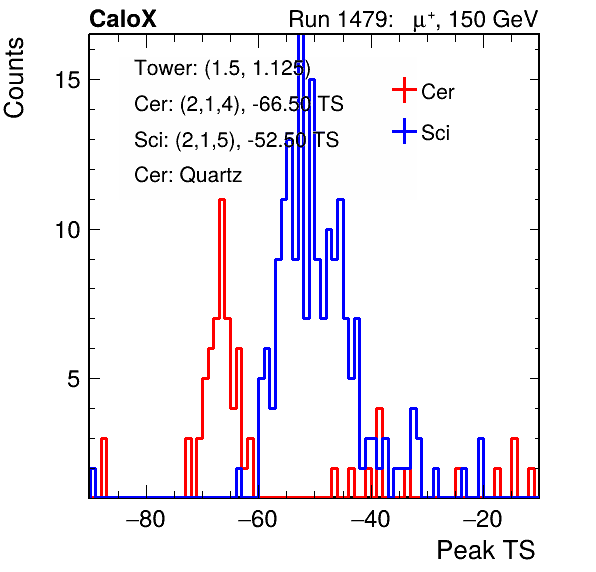 CaloX Run 1479: μ⁺, 150 GeV
Counts
Tower: (1.5, 1.125)
Cer: (2,1,4), -66.50 TS
Sci: (2,1,5), -52.50 TS
Cer: Quartz
Cer
Sci
15
10
5
−80 −60 −40 −20
Peak TS